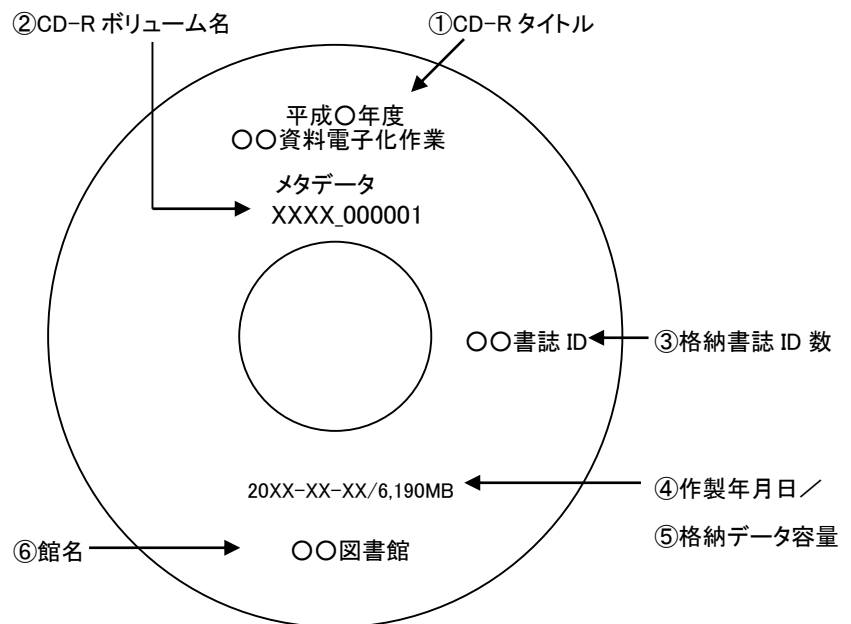 ②CD-R ボリューム名
①CD-R タイトル
平成〇年度
〇〇資料電子化作業
メタデータ
XXXX_000001
〇〇書誌 ID
③格納書誌 ID 数
20XX-XX-XX/6,190MB
④作製年月日／
⑤格納データ容量
⑥館名
〇〇図書館